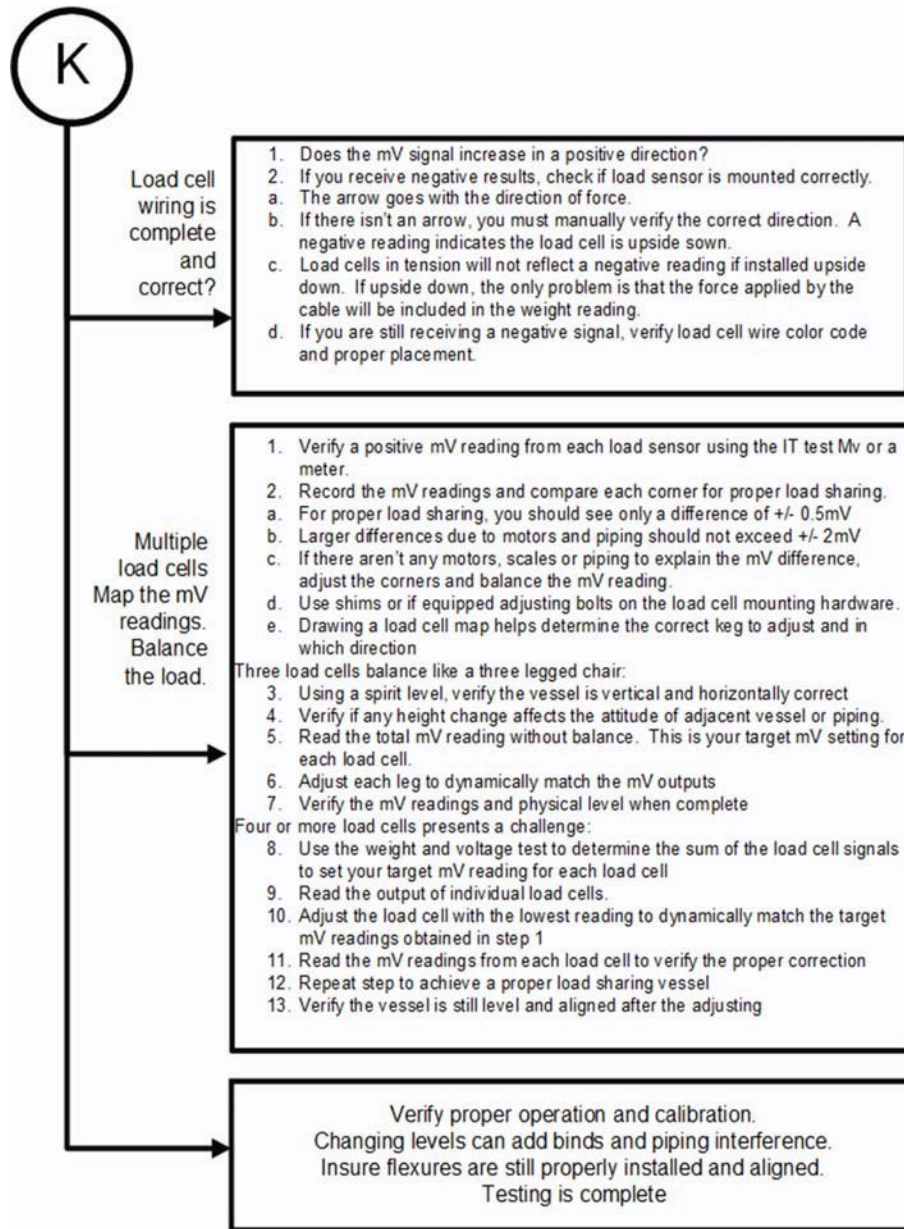 K
Load cell
wiring is
complete
and
correct?
1. Does the mV signal increase in a positive direction?
2. If you receive negative results, check if load sensor is mounted correctly.
a. The arrow goes with the direction of force.
b. If there isn't an arrow, you must manually verify the correct direction. A
negative reading indicates the load cell is upside sown.
c. Load cells in tension will not reflect a negative reading if installed upside
down. If upside down, the only problem is that the force applied by the
cable will be included in the weight reading.
d. If you are still receiving a negative signal, verify load cell wire color code
and proper placement.
Multiple
load cells
Map the mV
readings.
Balance
the load.
1. Verify a positive mV reading from each load sensor using the IT test Mv or a
meter.
2. Record the mV readings and compare each corner for proper load sharing.
a. For proper load sharing, you should see only a difference of +/- 0.5mV
b. Larger differences due to motors and piping should not exceed +/- 2mV
c. If there aren't any motors, scales or piping to explain the mV difference,
adjust the corners and balance the mV reading.
d. Use shims or if equipped adjusting bolts on the load cell mounting hardware.
e. Drawing a load cell map helps determine the correct keg to adjust and in
which direction
Three load cells balance like a three legged chair:
3. Using a spirit level, verify the vessel is vertical and horizontally correct
4. Verify if any height change affects the attitude of adjacent vessel or piping.
5. Read the total mV reading without balance. This is your target mV setting for
each load cell.
6. Adjust each leg to dynamically match the mV outputs
7. Verify the mV readings and physical level when complete
Four or more load cells presents a challenge:
8. Use the weight and voltage test to determine the sum of the load cell signals
to set your target mV reading for each load cell
9. Read the output of individual load cells.
10. Adjust the load cell with the lowest reading to dynamically match the target
mV readings obtained in step 1
11. Read the mV readings from each load cell to verify the proper correction
12. Repeat step to achieve a proper load sharing vessel
13. Verify the vessel is still level and aligned after the adjusting
Verify proper operation and calibration.
Changing levels can add binds and piping interference.
Insure flexures are still properly installed and aligned.
Testing is complete